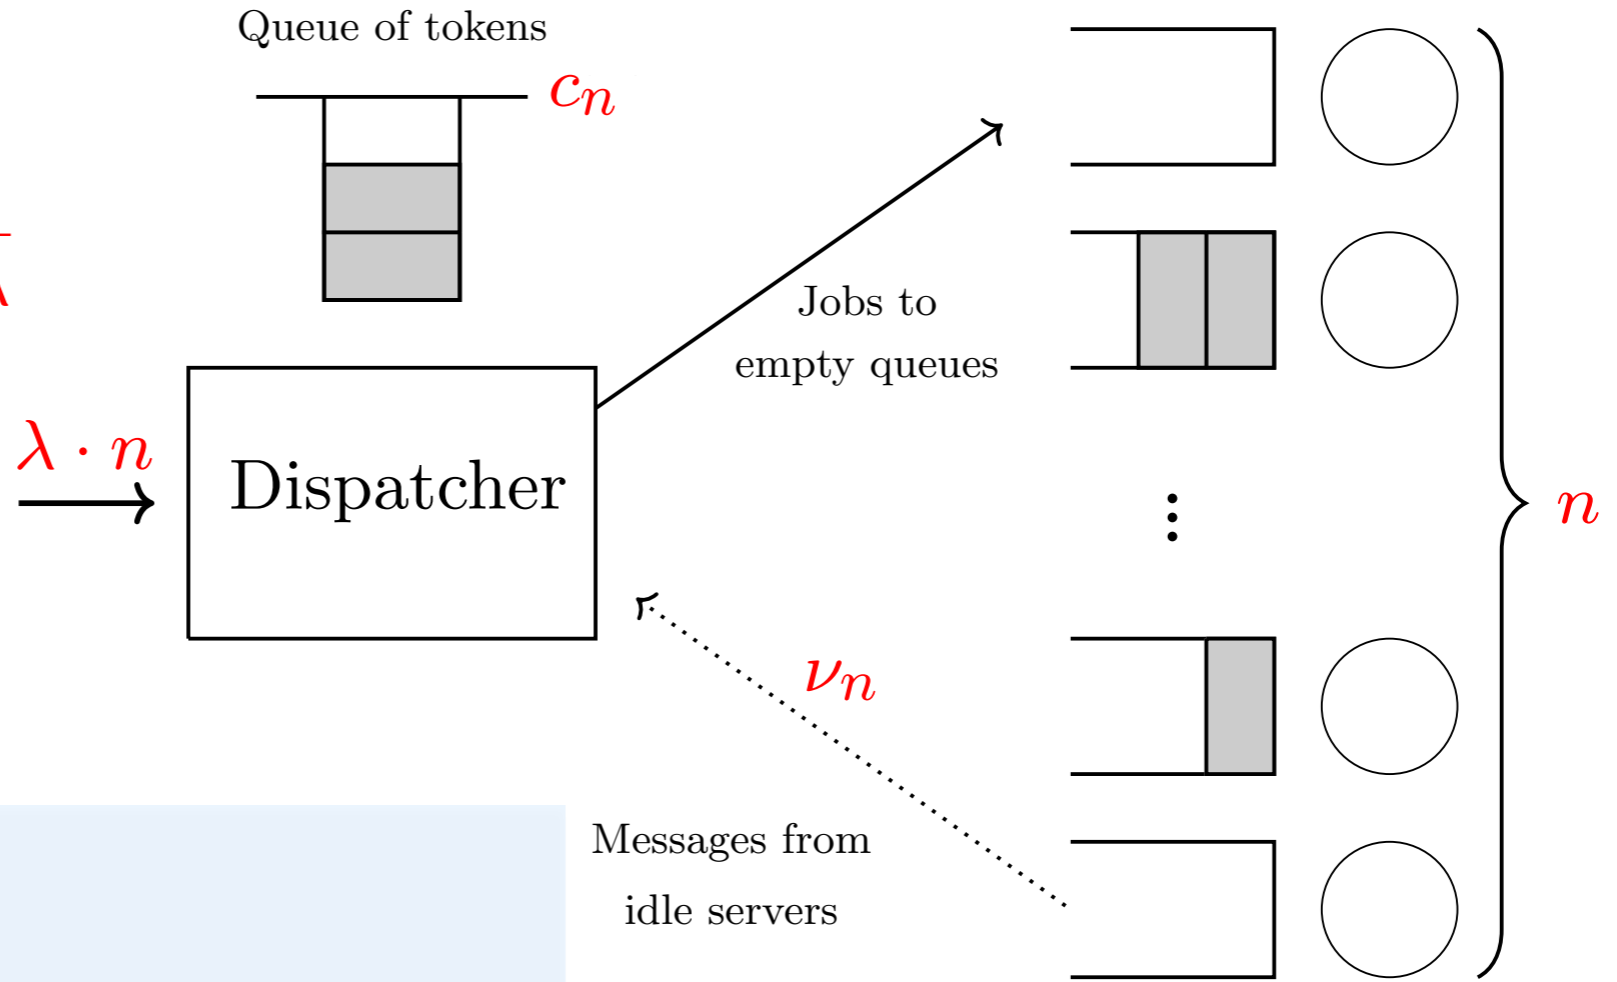 Queue of tokens
c_n
Jobs to
empty queues
λ · n
Dispatcher
⋮
n
ν_n
Messages from
idle servers